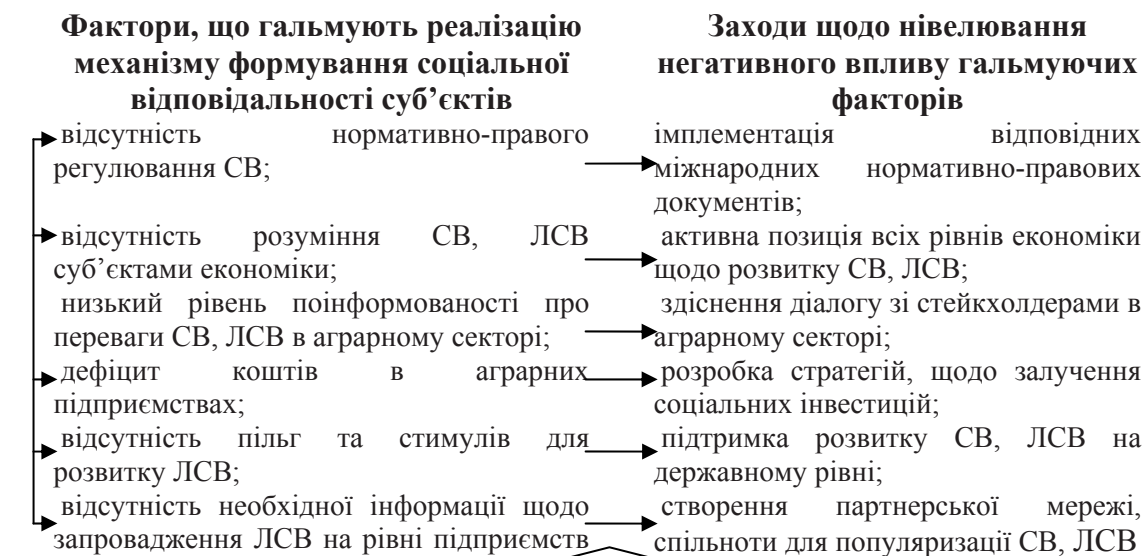 Фактори, що гальмують реалізацію
механізму формування соціальної
відповідальності суб’єктів
відсутність нормативно-правого
регулювання СВ;
відсутність розуміння СВ, ЛСВ
суб’єктами економіки;
низький рівень поінформованості про
переваги СВ, ЛСВ в аграрному секторі;
дефіцит коштів в аграрних
підприємствах;
відсутність пільг та стимулів для
розвитку ЛСВ;
відсутність необхідної інформації щодо
запровадження ЛСВ на рівні підприємств
Заходи щодо нівелювання
негативного впливу гальмуючих
факторів
імплементація відповідних
міжнародних нормативно-правових
документів;
активна позиція всіх рівнів економіки
щодо розвитку СВ, ЛСВ;
здіснення діалогу зі стейкхолдерами в
аграрному секторі;
розробка стратегій, щодо залучення
соціальних інвестицій;
підтримка розвитку СВ, ЛСВ на
державному рівні;
створення партнерської мережі,
спільноти для популяризації СВ, ЛСВ